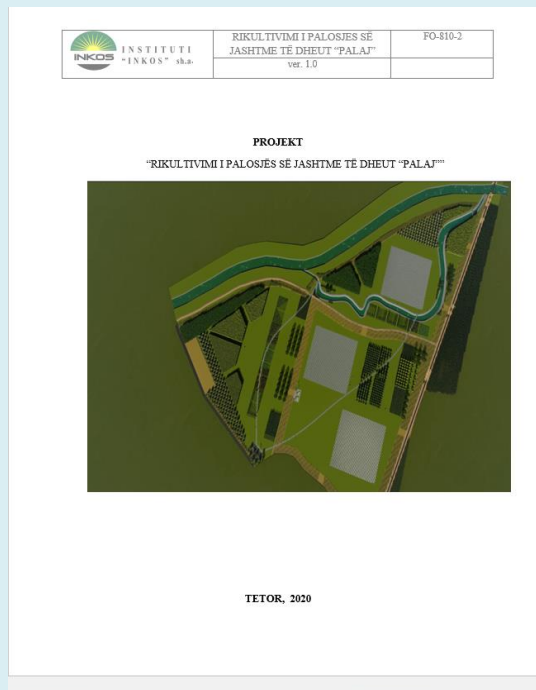 INKOS
INSTITUTI
"INKOS" sh.a.
RIKULTIVIMI I PALOSJES SË
JASHTME TË DHEUT "PALAJ"
ver. 1.0
FO-810-2
PROJEKT
"RIKULTIVIMI I PALOSJËS SË JASHTME TË DHEUT "PALAJ""
TETOR, 2020